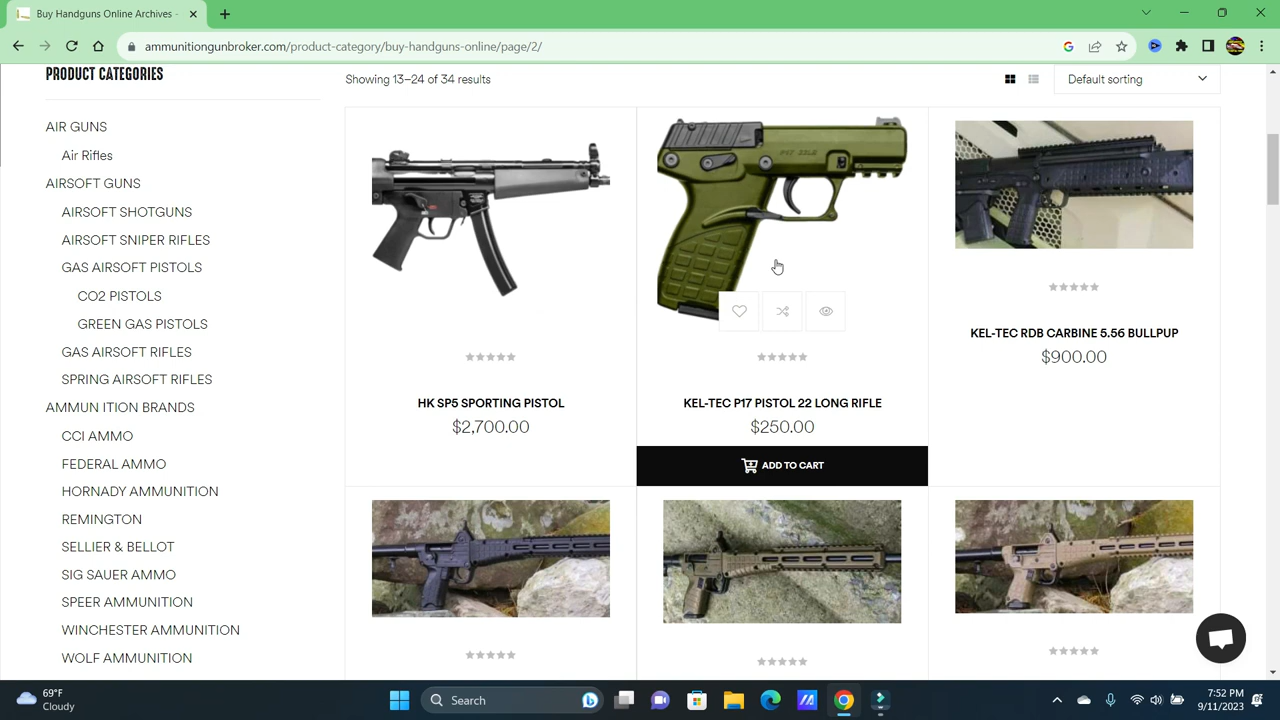 Buy Handguns Online Archives -
ammunitiongunbroker.com/product-category/buy-handguns-online/page/2/
PRODUCT CATEGORIES
AIR GUNS
Air Rifles
AIRSOFT GUNS
AIRSOFT SHOTGUNS
AIRSOFT SNIPER RIFLES
GAS AIRSOFT PISTOLS
CO2 PISTOLS
GREEN GAS PISTOLS
GAS AIRSOFT RIFLES
SPRING AIRSOFT RIFLES
AMMUN ITION BRANDS
CCI AMMO
FEDERAL AMMO
HORNADY AMMUNITION
REMINGTON
SELLIER & BELLOT
SIG SAUER AMMO
SPEER AMMUNITION
WINCHESTER AMMUNITION
WOLF AMMUNITION
Showing 13–24 of 34 results
Default sorting
HK SP5 SPORTING PISTOL
$2,700.00
KEL-TEC P17 PISTOL 22 LONG RIFLE
$250.00
ADD TO CART
KEL-TEC RDB CARBINE 5.56 BULLPUP
$900.00
69°F
Cloudy
Search
7:52 PM
9/11/2023